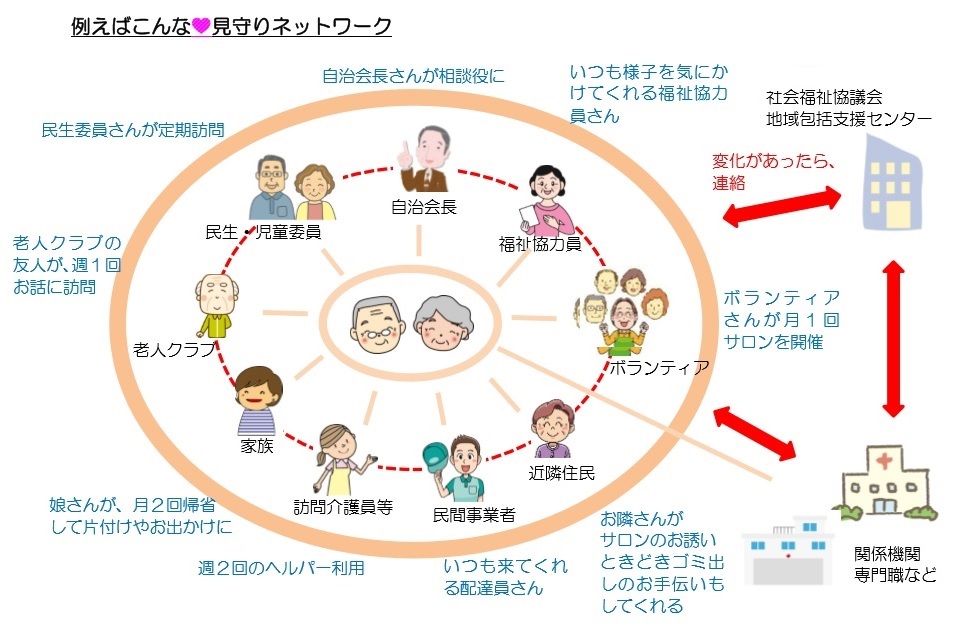 例えばこんな💗見守りネットワーク
自治会長さんが相談役に
いつも様子を気にか
けてくれる福祉協力
員さん
社会福祉協議会
地域包括支援センター
民生委員さんが定期訪問
変化があったら、
連絡
自治会長
民生・児童委員
福祉協力員
老人クラブの
友人が、週１回
お話に訪問
ボランティア
さんが月１回
サロンを開催
老人クラブ
ボランティア
家族
近隣住民
訪問介護員等
民間事業者
娘さんが、月２回帰省
して片付けやお出かけに
お隣さんが
サロンのお誘い
ときどきゴミ出
しのお手伝いも
してくれる
週２回のヘルパー利用
いつも来てくれ
る配達員さん
関係機関
専門職など